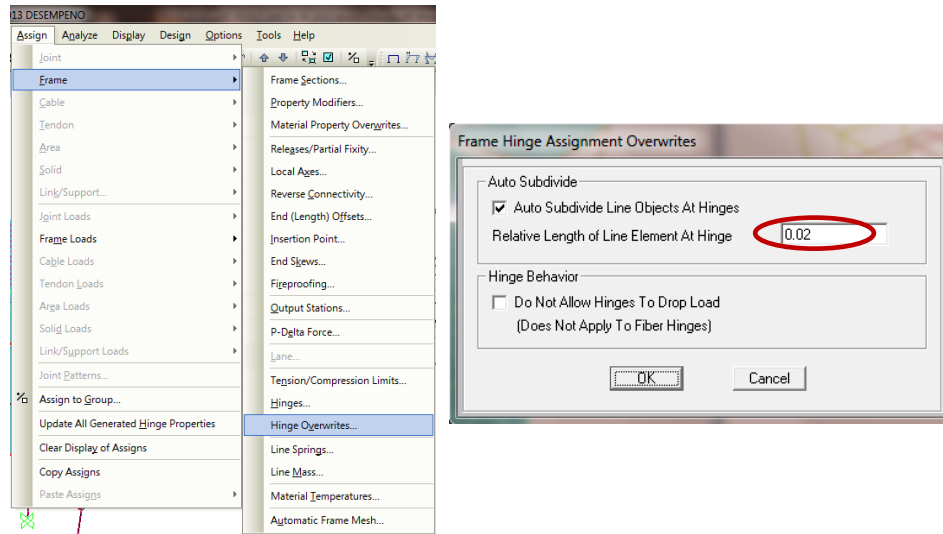 013 DESEMPENO
Assign Analyze Display Design Options Tools Help
Joint
Frame
Cable
Tendon
Area
Solid
Link/Support...
Joint Loads
Frame Loads
Cable Loads
Tendon Loads
Area Loads
Solid Loads
Link/Support Loads
Joint Patterns...
Assign to Group...
Update All Generated Hinge Properties
Clear Display of Assigns
Copy Assigns
Paste Assigns
Frame Sections...
Property Modifiers...
Material Property Overwrites...
Releases/Partial Fixity...
Local Axes...
Reverse Connectivity...
End (Length) Offsets...
Insertion Point...
End Skews...
Fireproofing...
Output Stations...
P-Delta Force...
Lane...
Tension/Compression Limits...
Hinges...
Hinge Overwrites...
Line Springs...
Line Mass...
Material Temperatures...
Automatic Frame Mesh...
Frame Hinge Assignment Overwrites
Auto Subdivide
Auto Subdivide Line Objects At Hinges
Relative Length of Line Element At Hinge 0.02
Hinge Behavior
Do Not Allow Hinges To Drop Load
(Does Not Apply To Fiber Hinges)
OK Cancel